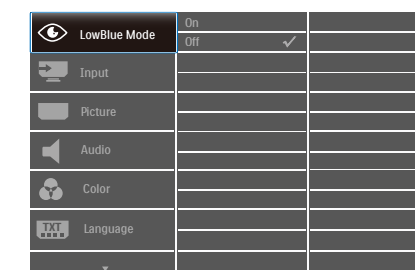 LowBlue Mode
On
Off
Input
Picture
Audio
Color
TXT
Language